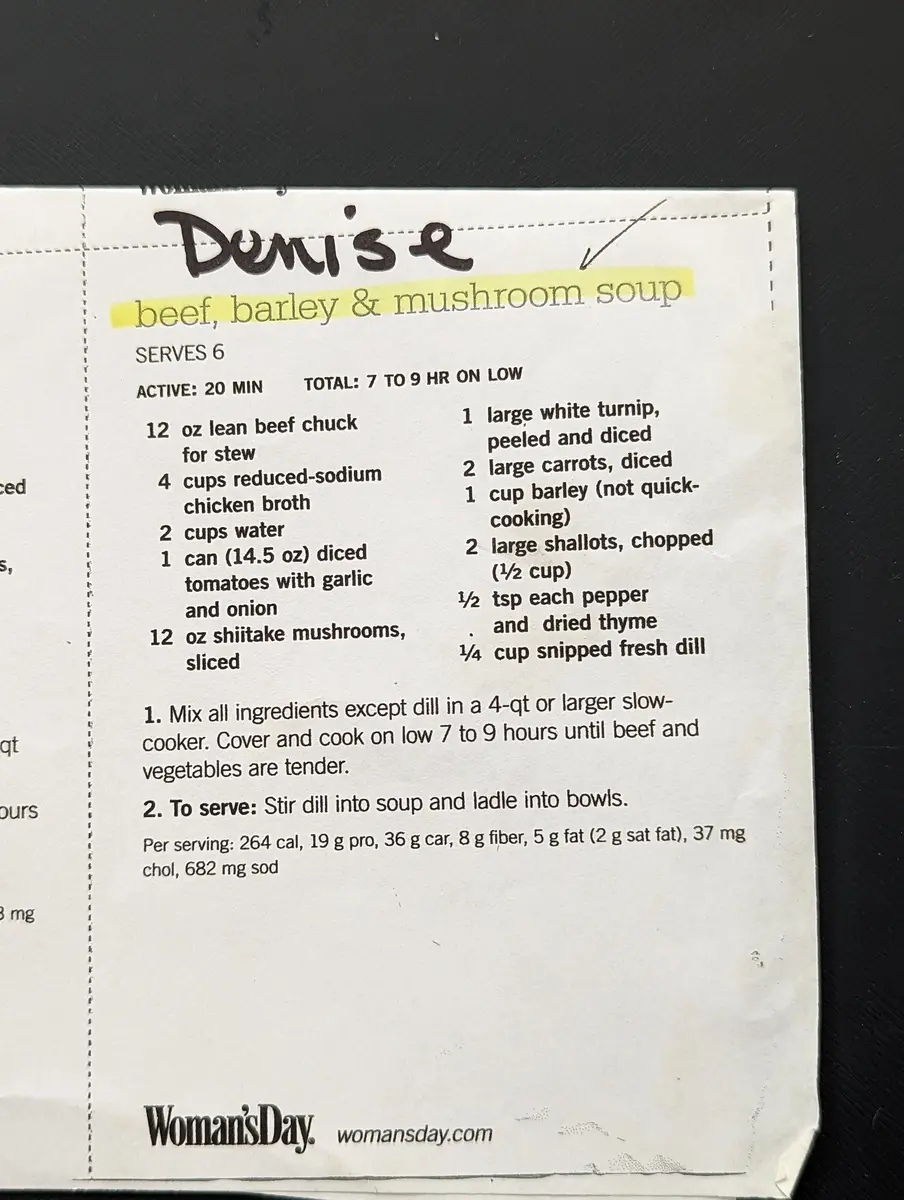 Denise
beef, barley & mushroom soup
SERVES 6
ACTIVE: 20 MIN TOTAL: 7 TO 9 HR ON LOW
12 oz lean beef chuck
for stew
4 cups reduced-sodium
chicken broth
2 cups water
1 can (14.5 oz) diced
tomatoes with garlic
and onion
12 oz shiitake mushrooms,
sliced
1 large white turnip,
peeled and diced
2 large carrots, diced
1 cup barley (not quick-
cooking)
2 large shallots, chopped
(½ cup)
½ tsp each pepper
and dried thyme
¼ cup snipped fresh dill
1. Mix all ingredients except dill in a 4-qt or larger slow-
cooker. Cover and cook on low 7 to 9 hours until beef and
vegetables are tender.
2. To serve: Stir dill into soup and ladle into bowls.
Per serving: 264 cal, 19 g pro, 36 g car, 8 g fiber, 5 g fat (2 g sat fat), 37 mg
chol, 682 mg sod
Woman'sDay. womansday.com
qt
mg